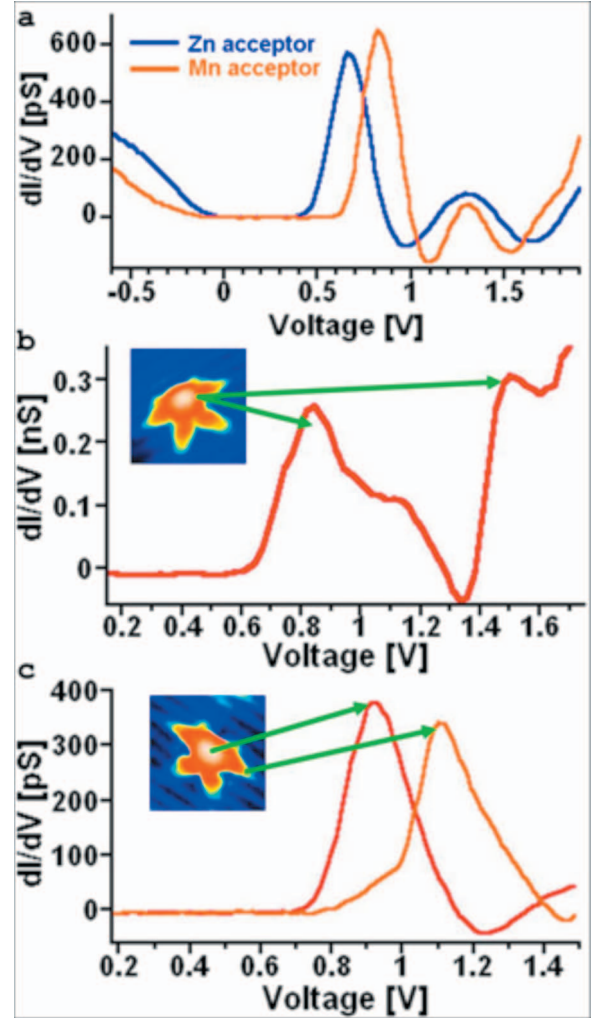 a
Zn acceptor
Mn acceptor
dI/dV [pS]
600
400
200
0
-0.5 0 0.5 1 1.5
Voltage [V]
b
dI/dV [nS]
0.3
0.2
0.1
0
0.2 0.4 0.6 0.8 1.0 1.2 1.4 1.6
Voltage [V]
c
dI/dV [pS]
400
300
200
100
0
0.2 0.4 0.6 0.8 1 1.2 1.4
Voltage [V]